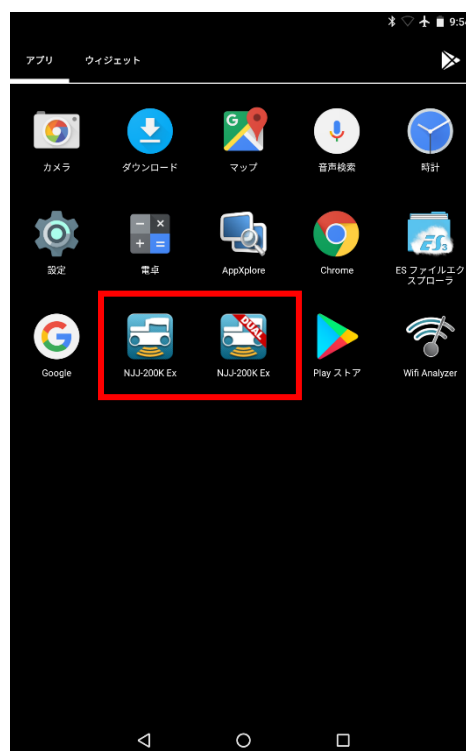 9:54
アプリ ウィジェット
カメラ ダウンロード マップ 音声検索 時計
設定 電卓 AppXplore Chrome ES ファイルエク
スプローラ
Google NJJ-200K Ex NJJ-200K Ex Play ストア Wifi Analyzer
DUAL